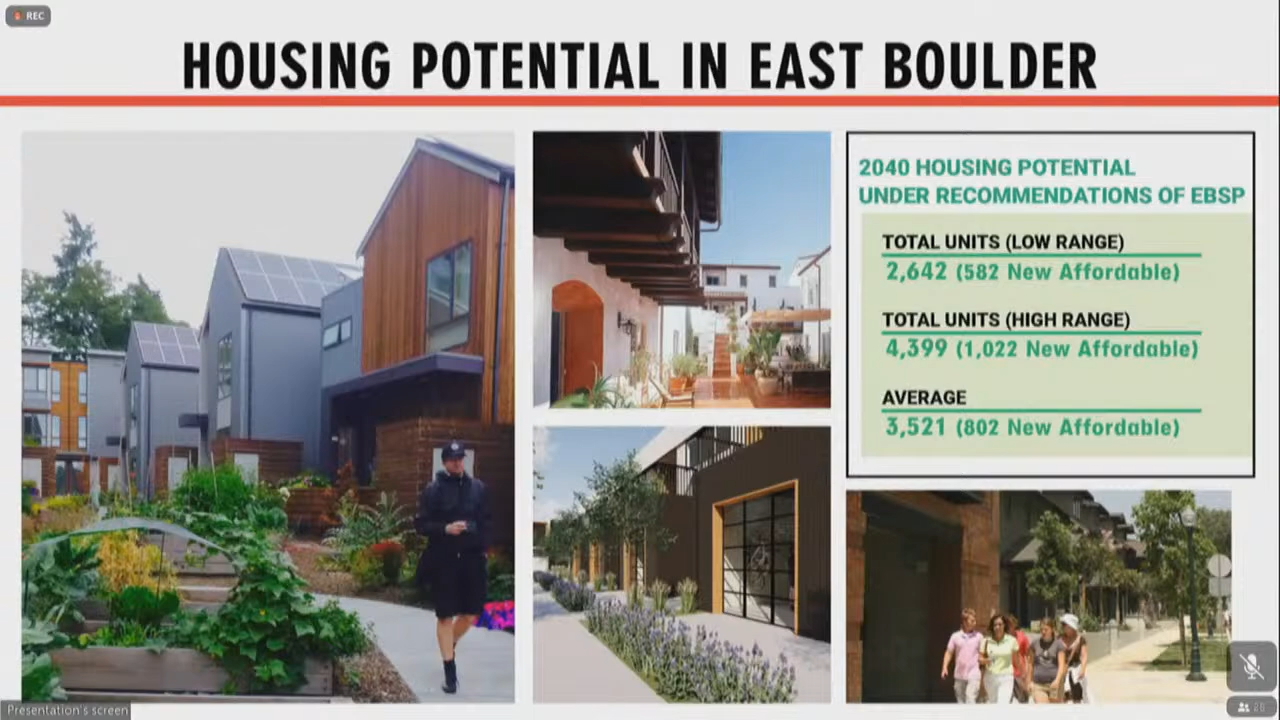 REC
HOUSING POTENTIAL IN EAST BOULDER
2040 HOUSING POTENTIAL
UNDER RECOMMENDATIONS OF EBSP
TOTAL UNITS (LOW RANGE)
2,642 (582 New Affordable)
TOTAL UNITS (HIGH RANGE)
4,399 (1,022 New Affordable)
AVERAGE
3,521 (802 New Affordable)
Presentation's screen